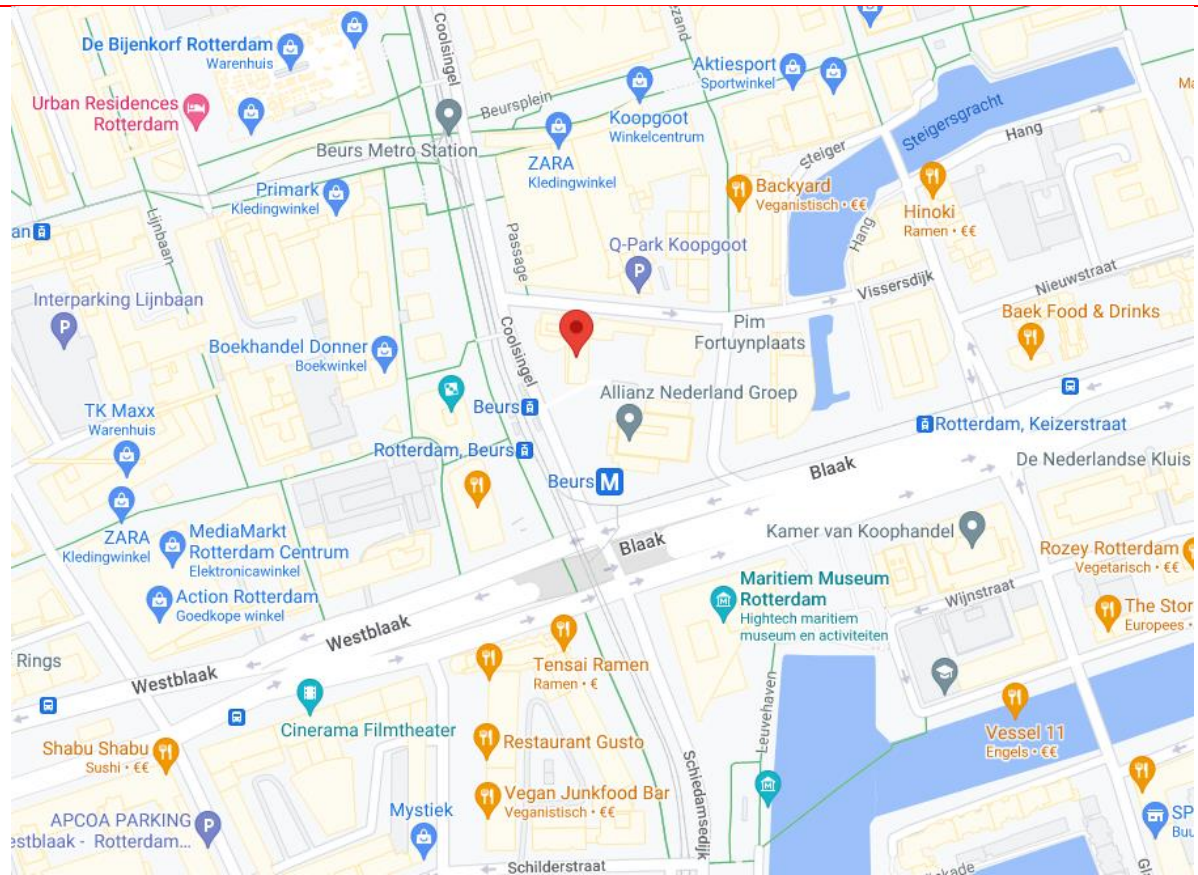 De Bijenkorf Rotterdam
Warenhuis
Coolsingel
Aktiesport
Sportwinkel
Urban Residences
Rotterdam
Beursplein
Koopgoot
Winkelcentrum
Steigersgracht
Hang
Beurs Metro Station
ZARA
Kledingwinkel
Steiger
Primark
Kledingwinkel
Backyard
Veganistisch • €€
Hinoki
Ramen • €€
Lijnbaan
Passage
Q-Park Koopgoot
Hang
Vissersdijk
Nieuwstraat
Interparking Lijnbaan
P
P
Pim
Fortuynplaats
Baek Food & Drinks
Boekhandel Donner
Boekwinkel
Coolsingel
Allianz Nederland Groep
TK Maxx
Warenhuis
Beurs
Rotterdam, Keizerstraat
Rotterdam, Beurs
Beurs
M
Blaak
De Nederlandse Kluis
ZARA
Kledingwinkel
MediaMarkt
Rotterdam Centrum
Elektronicawinkel
Blaak
Kamer van Koophandel
Rozey Rotterdam
Vegetarisch • €€
Action Rotterdam
Goedkope winkel
Maritiem Museum
Rotterdam
Hightech maritiem
museum en activiteiten
Wijnstraat
The Stor
Europees •
Westblaak
Rings
Westblaak
Tensai Ramen
Ramen • €
Leuvehaven
Cinerama Filmtheater
Shabu Shabu
Sushi • €€
Restaurant Gusto
Vessel 11
Engels • €€
Schiedamsedijk
Vegan Junkfood Bar
Veganistisch • €€
APCOA PARKING
estblaak - Rotterdam...
P
Mystiek
SP
Buu
Schilderstraat